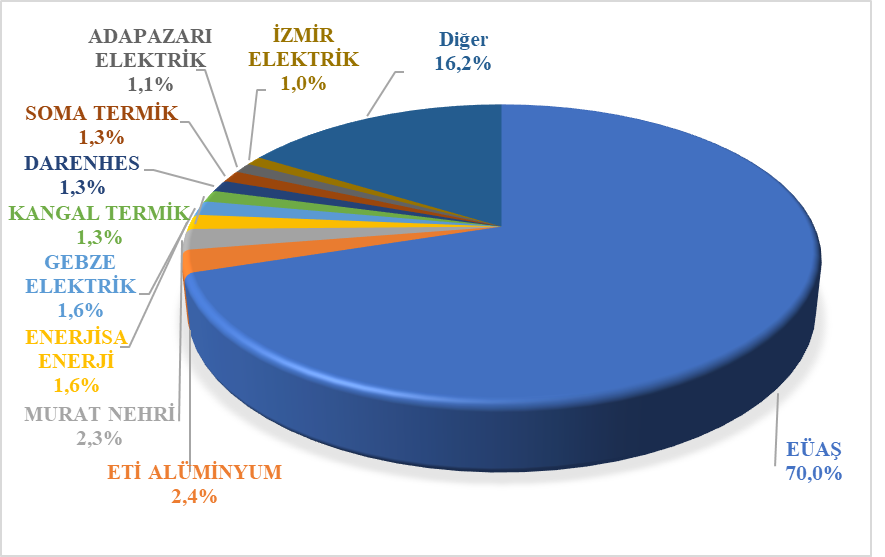 ADAPAZARI
ELEKTRİK
1,1%
İZMİR
ELEKTRİK
1,0%
Diğer
16,2%
SOMA TERMİK
1,3%
DARENHES
1,3%
KANGAL TERMİK
1,3%
GEBZE
ELEKTRİK
1,6%
ENERJİSA
ENERJİ
1,6%
MURAT NEHRİ
2,3%
ETİ ALÜMİNYUM
2,4%
EÜAŞ
70,0%